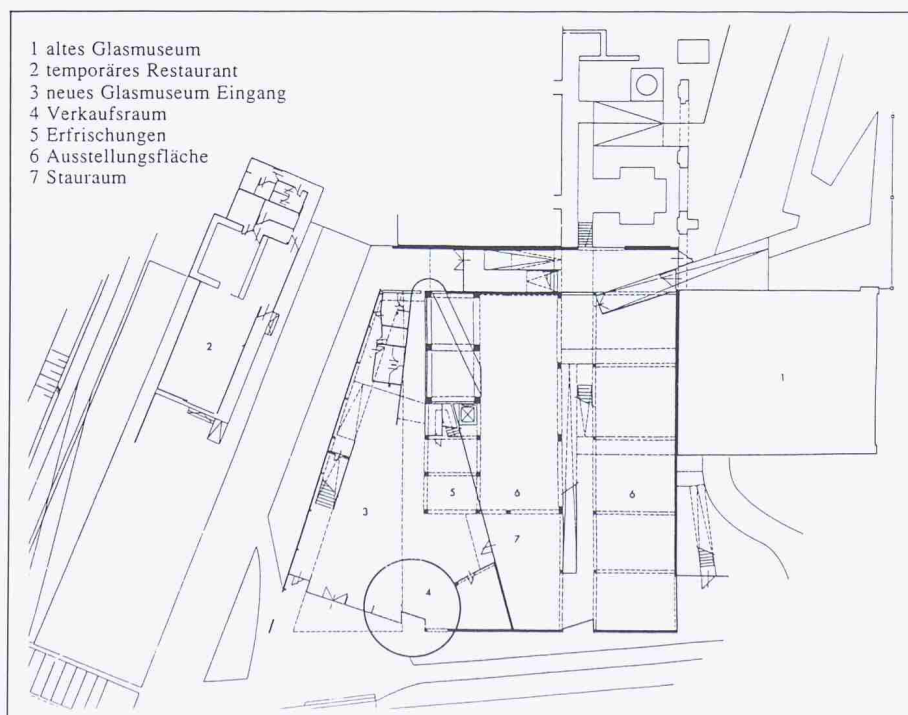 1 altes Glasmuseum
2 temporäres Restaurant
3 neues Glasmuseum Eingang
4 Verkaufsraum
5 Erfrischungen
6 Ausstellungsfläche
7 Stauraum
2
1
3
5
6
6
7
4